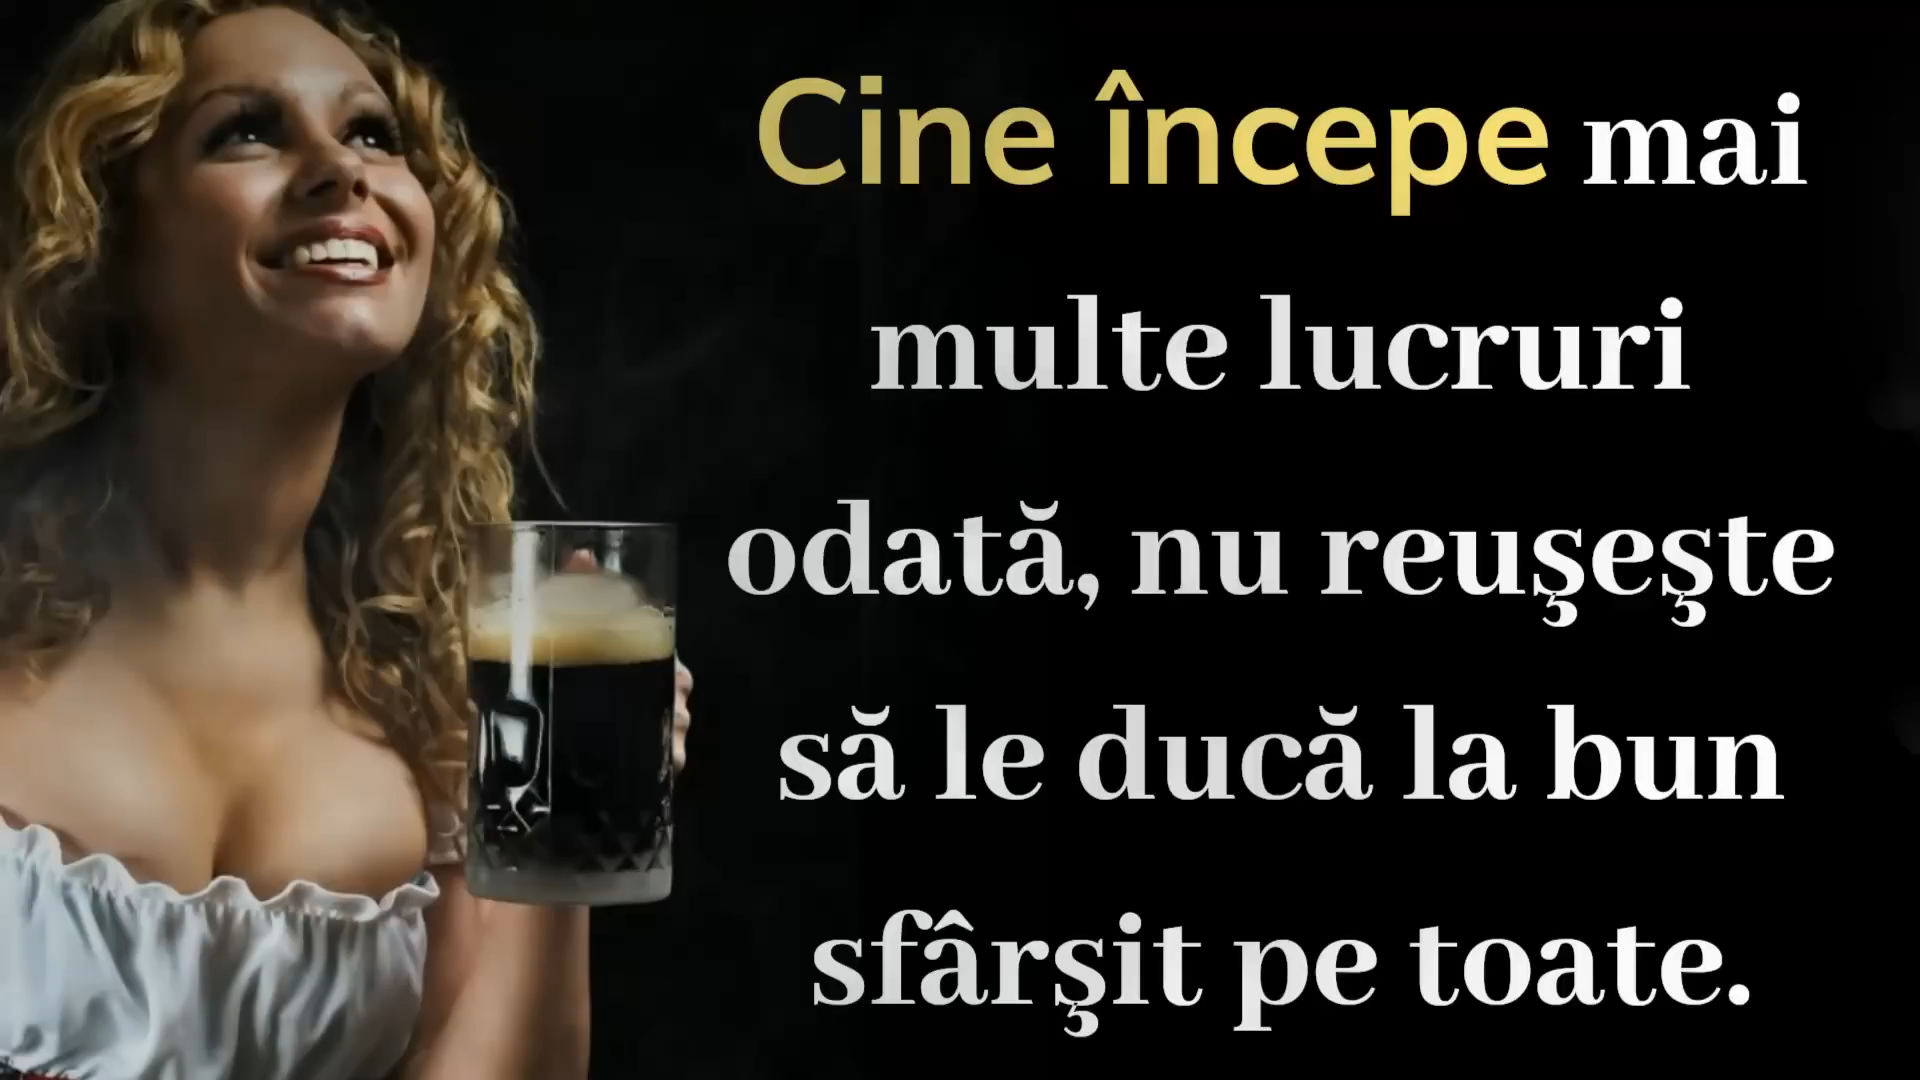 Cine începe mai
multe lucruri
odată, nu reuşeşte
să le ducă la bun
sfârşit pe toate.